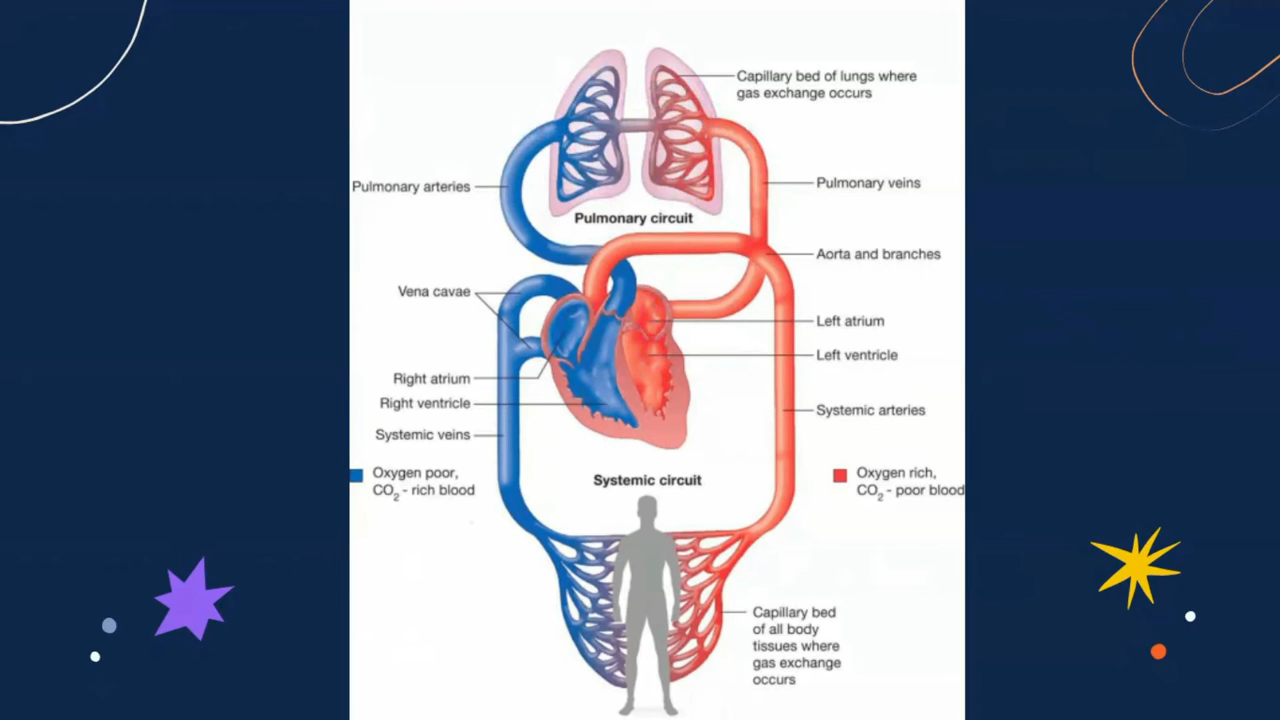 Capillary bed of lungs where
gas exchange occurs
Pulmonary arteries
Pulmonary veins
Pulmonary circuit
Aorta and branches
Vena cavae
Left atrium
Left ventricle
Right atrium
Right ventricle
Systemic arteries
Systemic veins
Oxygen poor,
CO₂ - rich blood
Oxygen rich,
CO₂ - poor blood
Systemic circuit
Capillary bed
of all body
tissues where
gas exchange
occurs